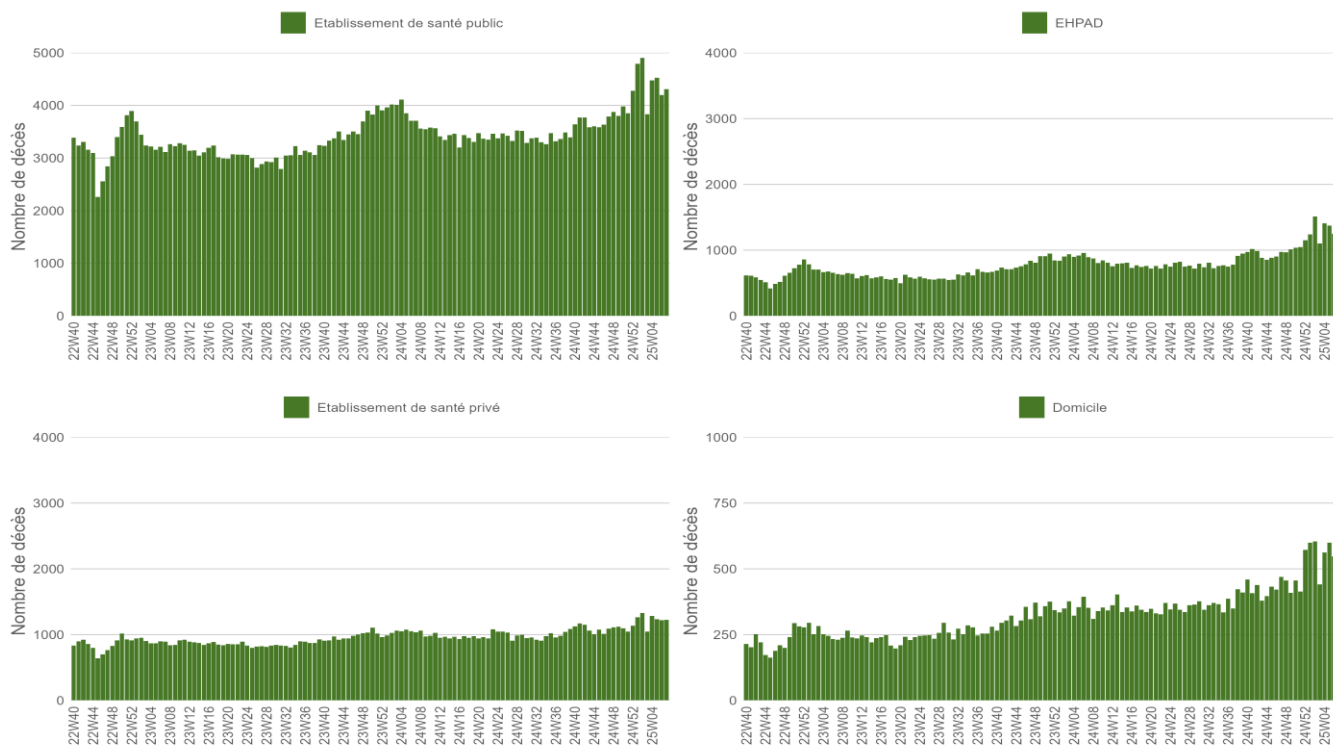 Etablissement de santé public
Nombre de décès
5000
4000
3000
2000
1000
0
22W40 22W44 22W48 22W52 23W04 23W08 23W12 23W16 23W20 23W24 23W28 23W32 23W36 23W40 23W44 23W48 23W52 24W04 24W08 24W12 24W16 24W20 24W24 24W28 24W32 24W36 24W40 24W44 24W48 24W52 25W04
EHPAD
Nombre de décès
4000
3000
2000
1000
0
22W40 22W44 22W48 22W52 23W04 23W08 23W12 23W16 23W20 23W24 23W28 23W32 23W36 23W40 23W44 23W48 23W52 24W04 24W08 24W12 24W16 24W20 24W24 24W28 24W32 24W36 24W40 24W44 24W48 24W52 25W04
Etablissement de santé privé
Nombre de décès
4000
3000
2000
1000
0
22W40 22W44 22W48 22W52 23W04 23W08 23W12 23W16 23W20 23W24 23W28 23W32 23W36 23W40 23W44 23W48 23W52 24W04 24W08 24W12 24W16 24W20 24W24 24W28 24W32 24W36 24W40 24W44 24W48 24W52 25W04
Domicile
Nombre de décès
1000
750
500
250
0
22W40 22W44 22W48 22W52 23W04 23W08 23W12 23W16 23W20 23W24 23W28 23W32 23W36 23W40 23W44 23W48 23W52 24W04 24W08 24W12 24W16 24W20 24W24 24W28 24W32 24W36 24W40 24W44 24W48 24W52 25W04